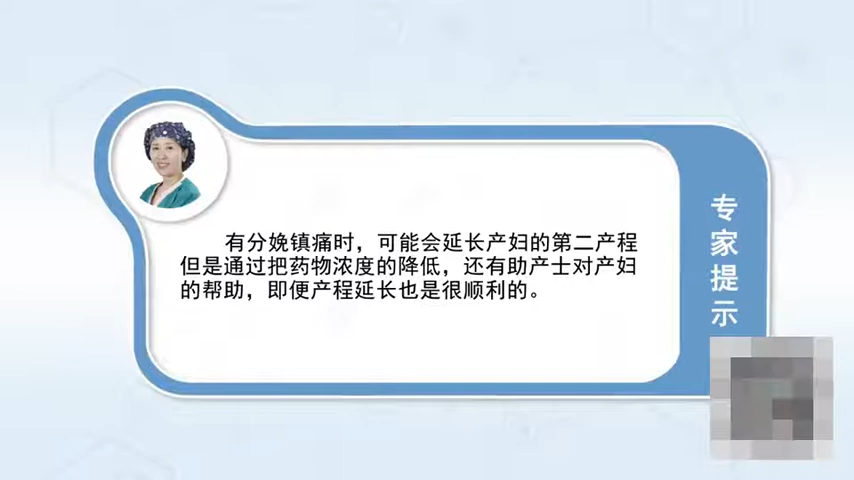 有分娩镇痛时，可能会延长产妇的第二产程
但是通过把药物浓度的降低，还有助产士对产妇
的帮助，即便产程延长也是很顺利的。
专家提示